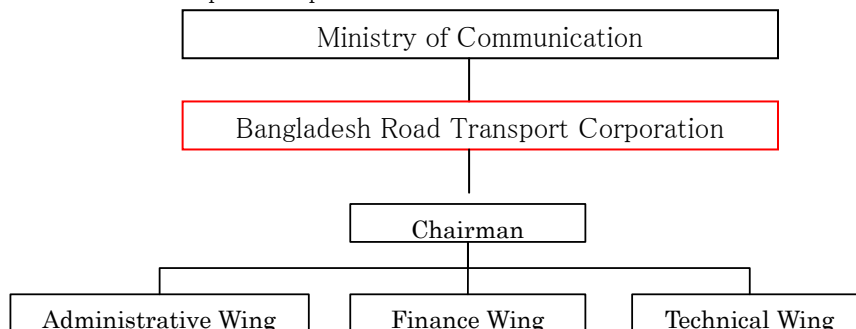 Ministry of Communication
Bangladesh Road Transport Corporation
Chairman
Administrative Wing
Finance Wing
Technical Wing